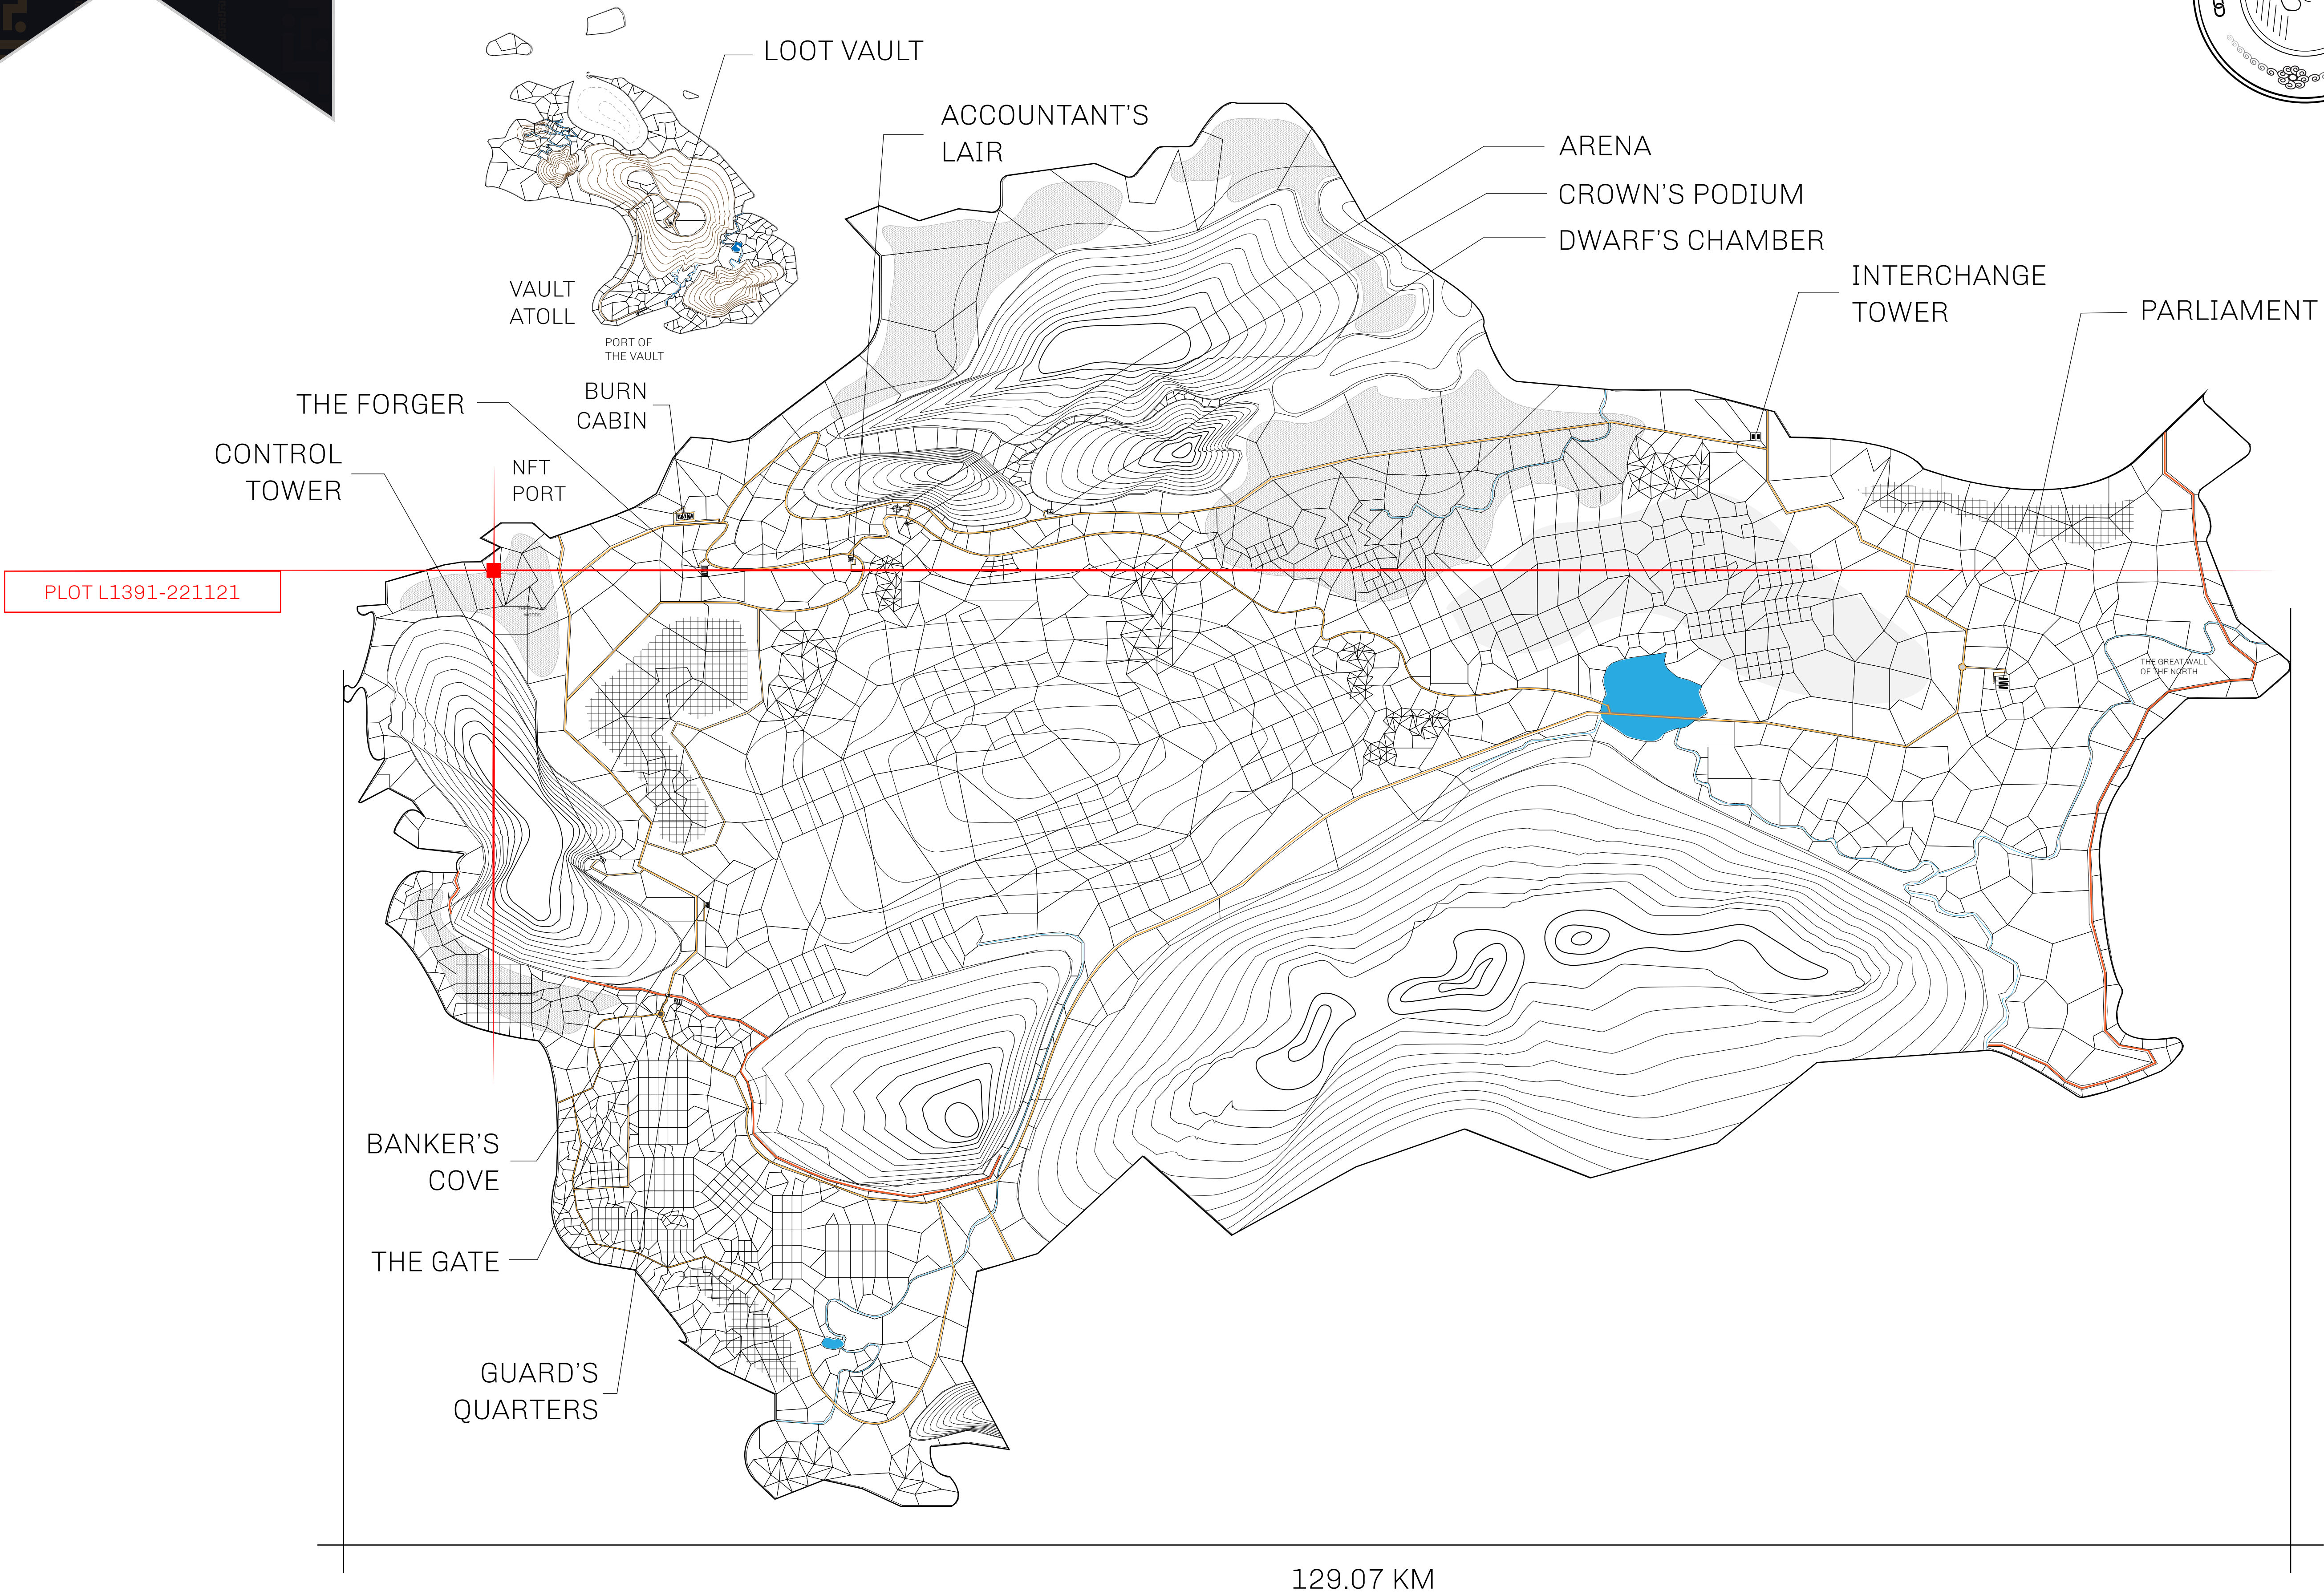 LOOT VAULT
ACCOUNTANT'S
LAIR
ARENA
CROWN'S PODIUM
DWARF'S CHAMBER
INTERCHANGE
TOWER
PARLIAMENT
VAULT
ATOLL
PORT OF
THE VAULT
BURN
CABIN
THE FORGER
CONTROL
TOWER
NFT
PORT
PLOT L1391-221121
WOODS
THE GREAT WALL
OF THE NORTH
SOUTH
BANKER'S
COVE
THE GATE
GUARD'S
QUARTERS
129.07 KM